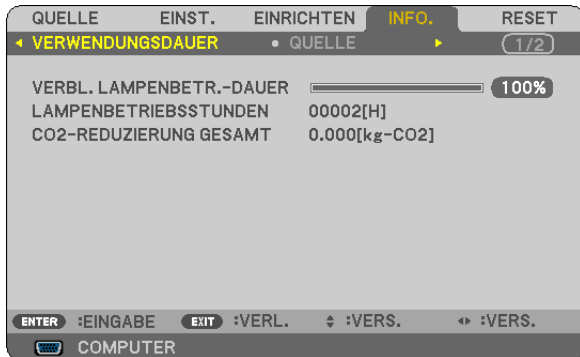 QUELLE EINST. EINRICHTEN INFO. RESET
VERWENDUNGSDAUER • QUELLE 1/2
VERBL. LAMPENBETR.-DAUER 100%
LAMPENBETRIEBSSTUNDEN 00002[H]
CO2-REDUZIERUNG GESAMT 0.000[kg-CO2]
ENTER :EINGABE EXIT :VERL. :VERS. :VERS.
COMPUTER